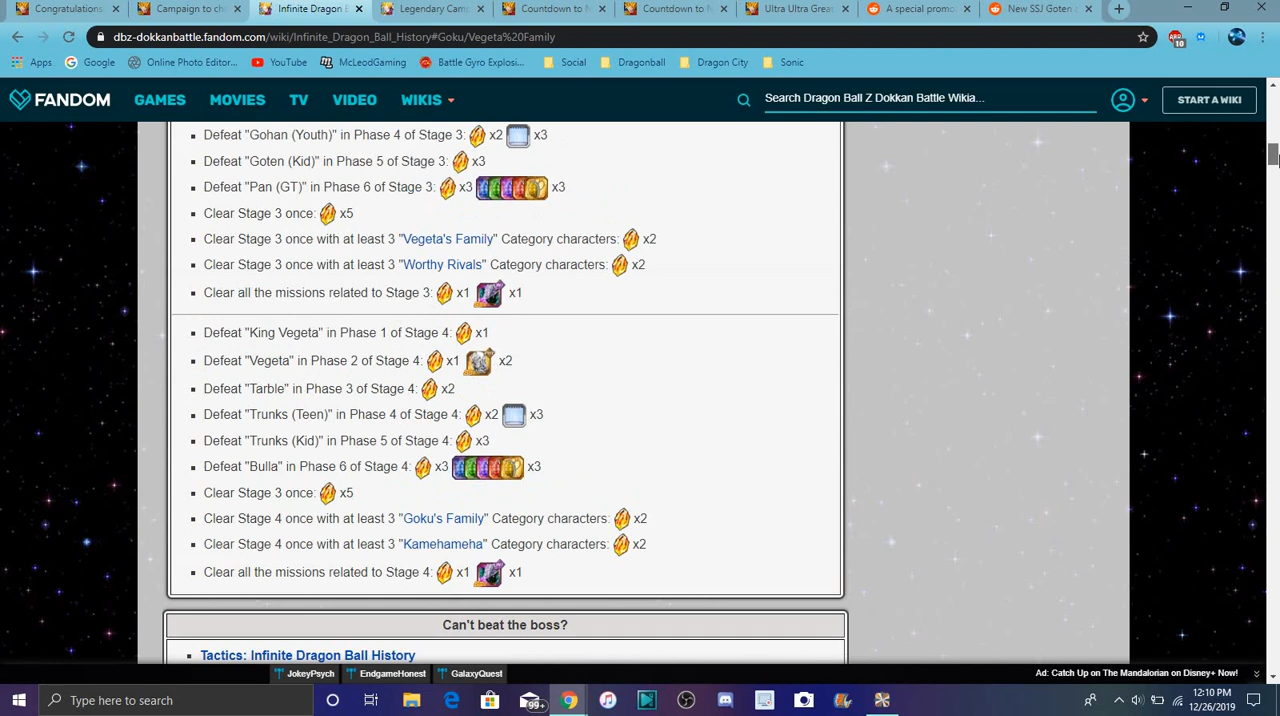 Congratulations
Campaign to ch
Infinite Dragon B
Legendary Cam
Countdown to N
Countdown to N
Ultra Ultra Great
A special promo
New SSJ Goten a
dbz-dokkanbattle.fandom.com/wiki/Infinite_Dragon_Ball_History#Goku/Vegeta%20Family
10
Apps Google Online Photo Editor... YouTube McLeodGaming Battle Gyro Explosi... Social Dragonball Dragon City Sonic
FANDOM GAMES MOVIES TV VIDEO WIKIS Search Dragon Ball Z Dokkan Battle Wikia... START A WIKI
Defeat "Gohan (Youth)" in Phase 4 of Stage 3: x2 x3
Defeat "Goten (Kid)" in Phase 5 of Stage 3: x3
Defeat "Pan (GT)" in Phase 6 of Stage 3: x3 x3
Clear Stage 3 once: x5
Clear Stage 3 once with at least 3 "Vegeta's Family" Category characters: x2
Clear Stage 3 once with at least 3 "Worthy Rivals" Category characters: x2
Clear all the missions related to Stage 3: x1 x1
Defeat "King Vegeta" in Phase 1 of Stage 4: x1
Defeat "Vegeta" in Phase 2 of Stage 4: x1 x2
Defeat "Tarble" in Phase 3 of Stage 4: x2
Defeat "Trunks (Teen)" in Phase 4 of Stage 4: x2 x3
Defeat "Trunks (Kid)" in Phase 5 of Stage 4: x3
Defeat "Bulla" in Phase 6 of Stage 4: x3 x3
Clear Stage 3 once: x5
Clear Stage 4 once with at least 3 "Goku's Family" Category characters: x2
Clear Stage 4 once with at least 3 "Kamehameha" Category characters: x2
Clear all the missions related to Stage 4: x1 x1
Can't beat the boss?
Tactics: Infinite Dragon Ball History
JokeyPsych EndgameHonest GalaxyQuest Ad: Catch Up on The Mandalorian on Disney+ Now!
Type here to search
99+
12:10 PM
12/26/2019